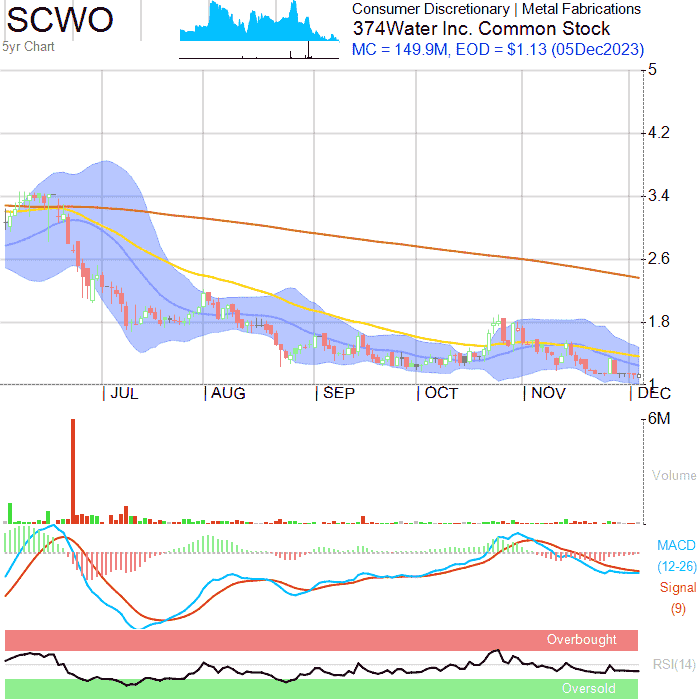 SCWO
5yr Chart
Consumer Discretionary | Metal Fabrications
374Water Inc. Common Stock
MC = 149.9M, EOD = $1.13 (05Dec2023)
5
4.2
3.4
2.6
1.8
1
JUL AUG SEP OCT NOV DEC
6M
Volume
MACD
(12-26)
Signal
(9)
Overbought
RSI(14)
Oversold